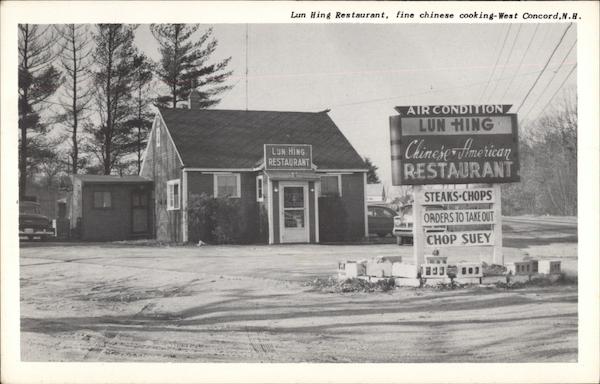 Lun Hing Restaurant, fine chinese cooking-West Concord,N.H.
LUN HING
RESTAURANT
AIR CONDITION
LUN HING
Chinese & American
RESTAURANT
STEAKS-CHOPS
ORDERS TO TAKE OUT
CHOP SUEY